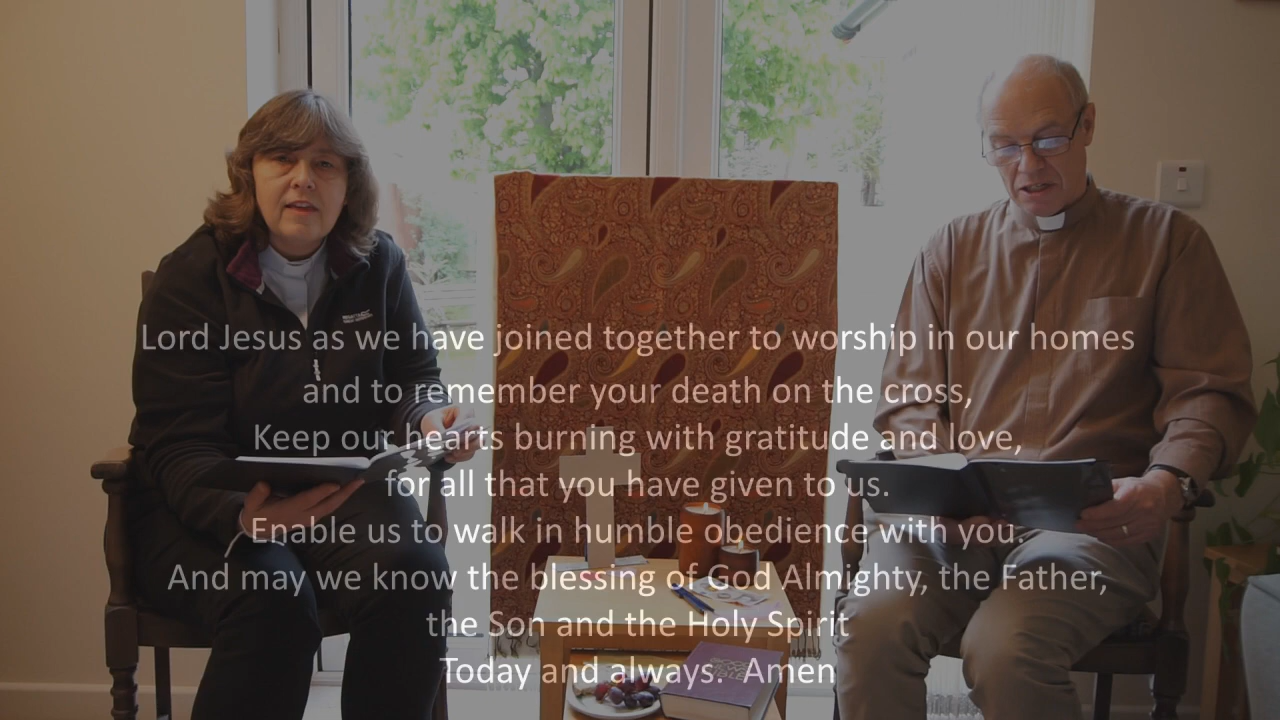 Lord Jesus as we have joined together to worship in our homes
and to remember your death on the cross,
Keep our hearts burning with gratitude and love,
for all that you have given to us.
Enable us to walk in humble obedience with you.
And may we know the blessing of God Almighty, the Father,
the Son and the Holy Spirit
Today and always.  Amen
BIBLE